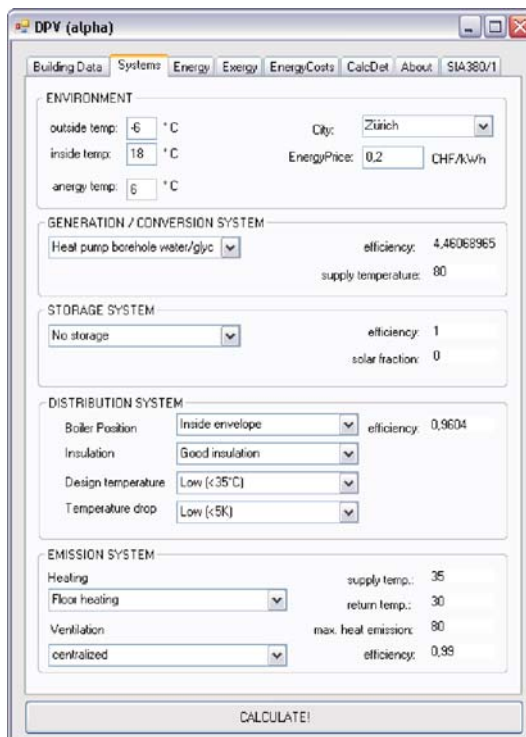 DPV (alpha)
Building Data Systems Energy Exergy EnergyCosts CalcDet About SIA380/1
ENVIRONMENT
outside temp: -6 °C City: Zürich
inside temp: 18 °C EnergyPrice: 0,2 CHF/kWh
anergy temp: 6 °C
GENERATION / CONVERSION SYSTEM
Heat pump borehole water/glyc efficiency: 4,46068965
supply temperature: 80
STORAGE SYSTEM
No storage efficiency: 1
solar fraction: 0
DISTRIBUTION SYSTEM
Boiler Position Inside envelope efficiency: 0,9604
Insulation Good insulation
Design temperature Low (<35°C)
Temperature drop Low (<5K)
EMISSION SYSTEM
Heating supply temp.: 35
Floor heating return temp.: 30
Ventilation max. heat emission: 80
centralized efficiency: 0,99
CALCULATE!